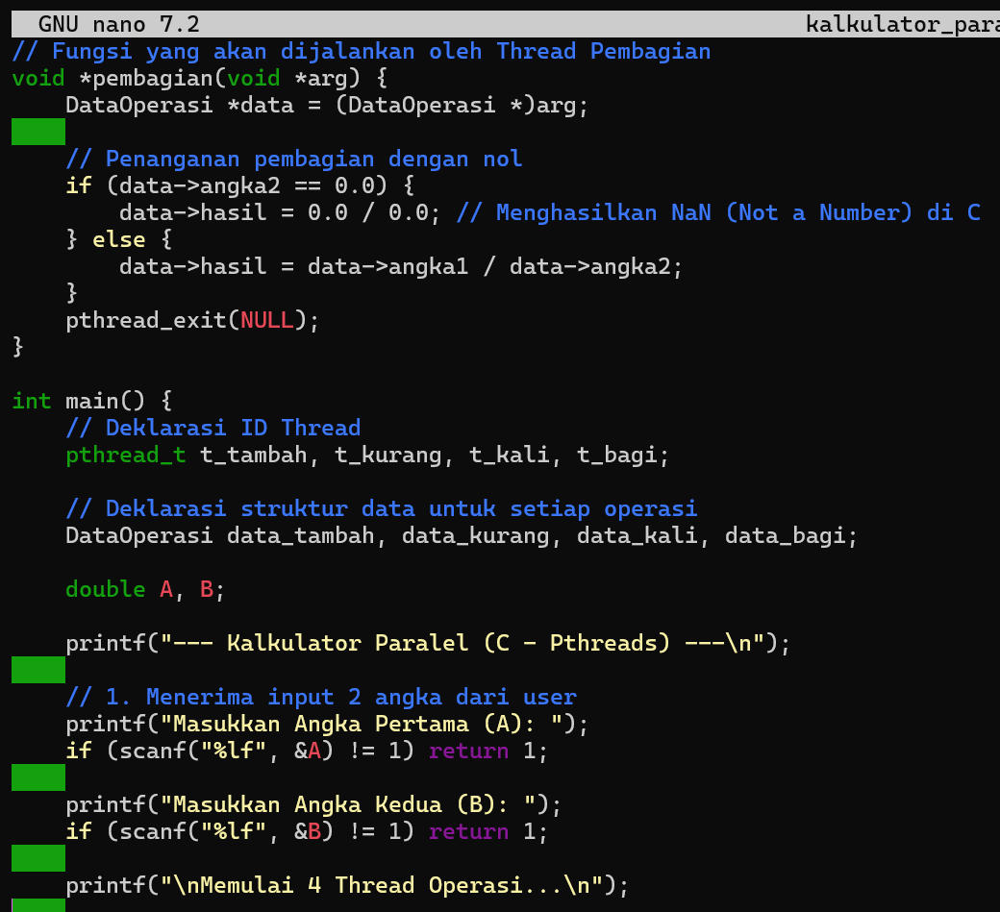 GNU nano 7.2 kalkulator_para
// Fungsi yang akan dijalankan oleh Thread Pembagian
void *pembagian(void *arg) {
    DataOperasi *data = (DataOperasi *)arg;
    // Penanganan pembagian dengan nol
    if (data->angka2 == 0.0) {
        data->hasil = 0.0 / 0.0; // Menghasilkan NaN (Not a Number) di C
    } else {
        data->hasil = data->angka1 / data->angka2;
    }
    pthread_exit(NULL);
}
int main() {
    // Deklarasi ID Thread
    pthread_t t_tambah, t_kurang, t_kali, t_bagi;
    // Deklarasi struktur data untuk setiap operasi
    DataOperasi data_tambah, data_kurang, data_kali, data_bagi;
    double A, B;
    printf("--- Kalkulator Paralel (C - Pthreads) ---\n");
    // 1. Menerima input 2 angka dari user
    printf("Masukkan Angka Pertama (A): ");
    if (scanf("%lf", &A) != 1) return 1;
    printf("Masukkan Angka Kedua (B): ");
    if (scanf("%lf", &B) != 1) return 1;
    printf("\nMemulai 4 Thread Operasi...\n");